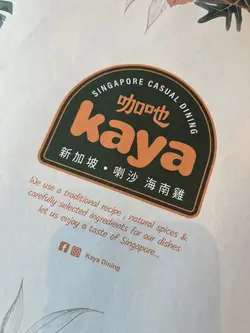 SINGAPORE CASUAL DINING
咖吔
kaya
新加坡・喇沙 海南雞
We use a traditional recipe , natural spices &
carefully selected ingredients for our dishes
let us enjoy a taste of Singapore...
Kaya Dining